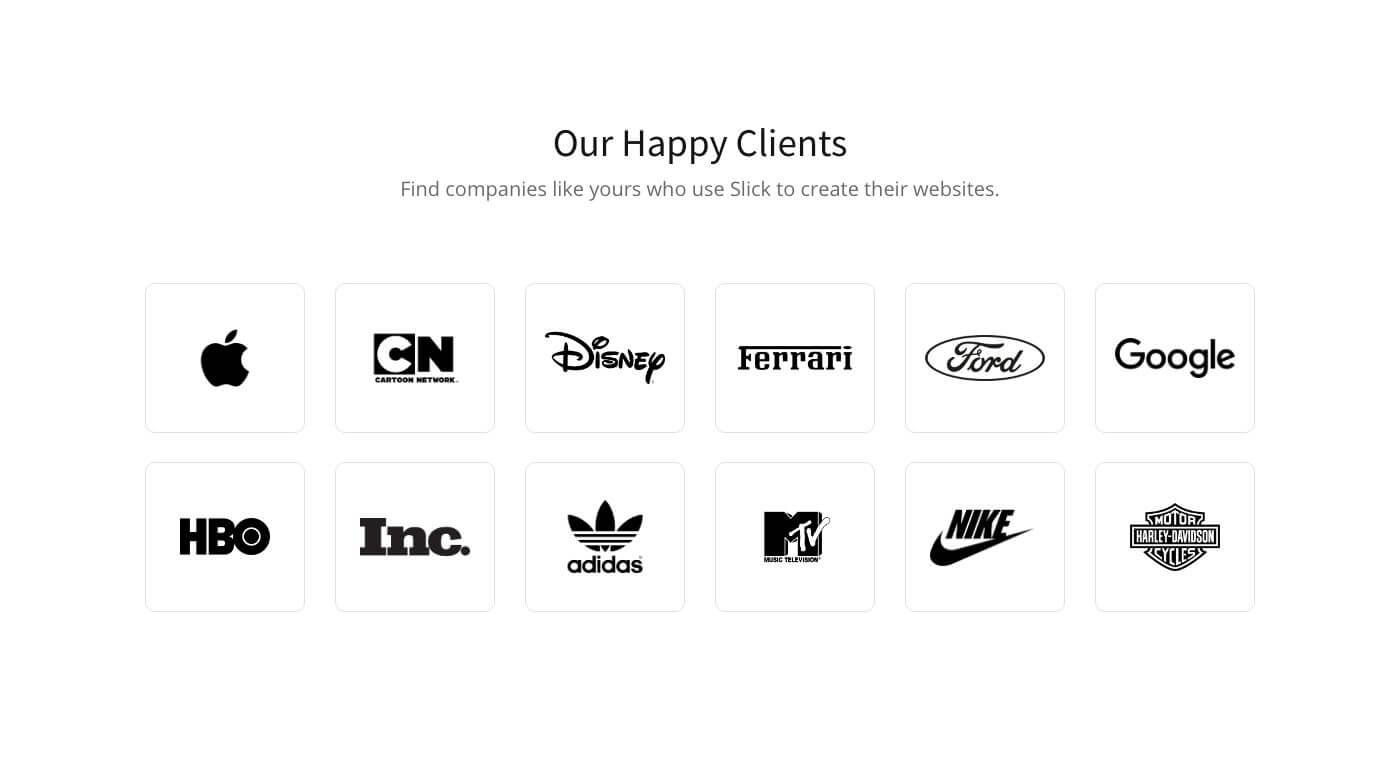 Our Happy Clients
Find companies like yours who use Slick to create their websites.
CN
CARTOON NETWORK.
Disney
Ferrari
Ford
Google
HBO
Inc.
adidas
MTV
MUSIC TELEVISION
NIKE
MOTOR
HARLEY-DAVIDSON
CYCLES